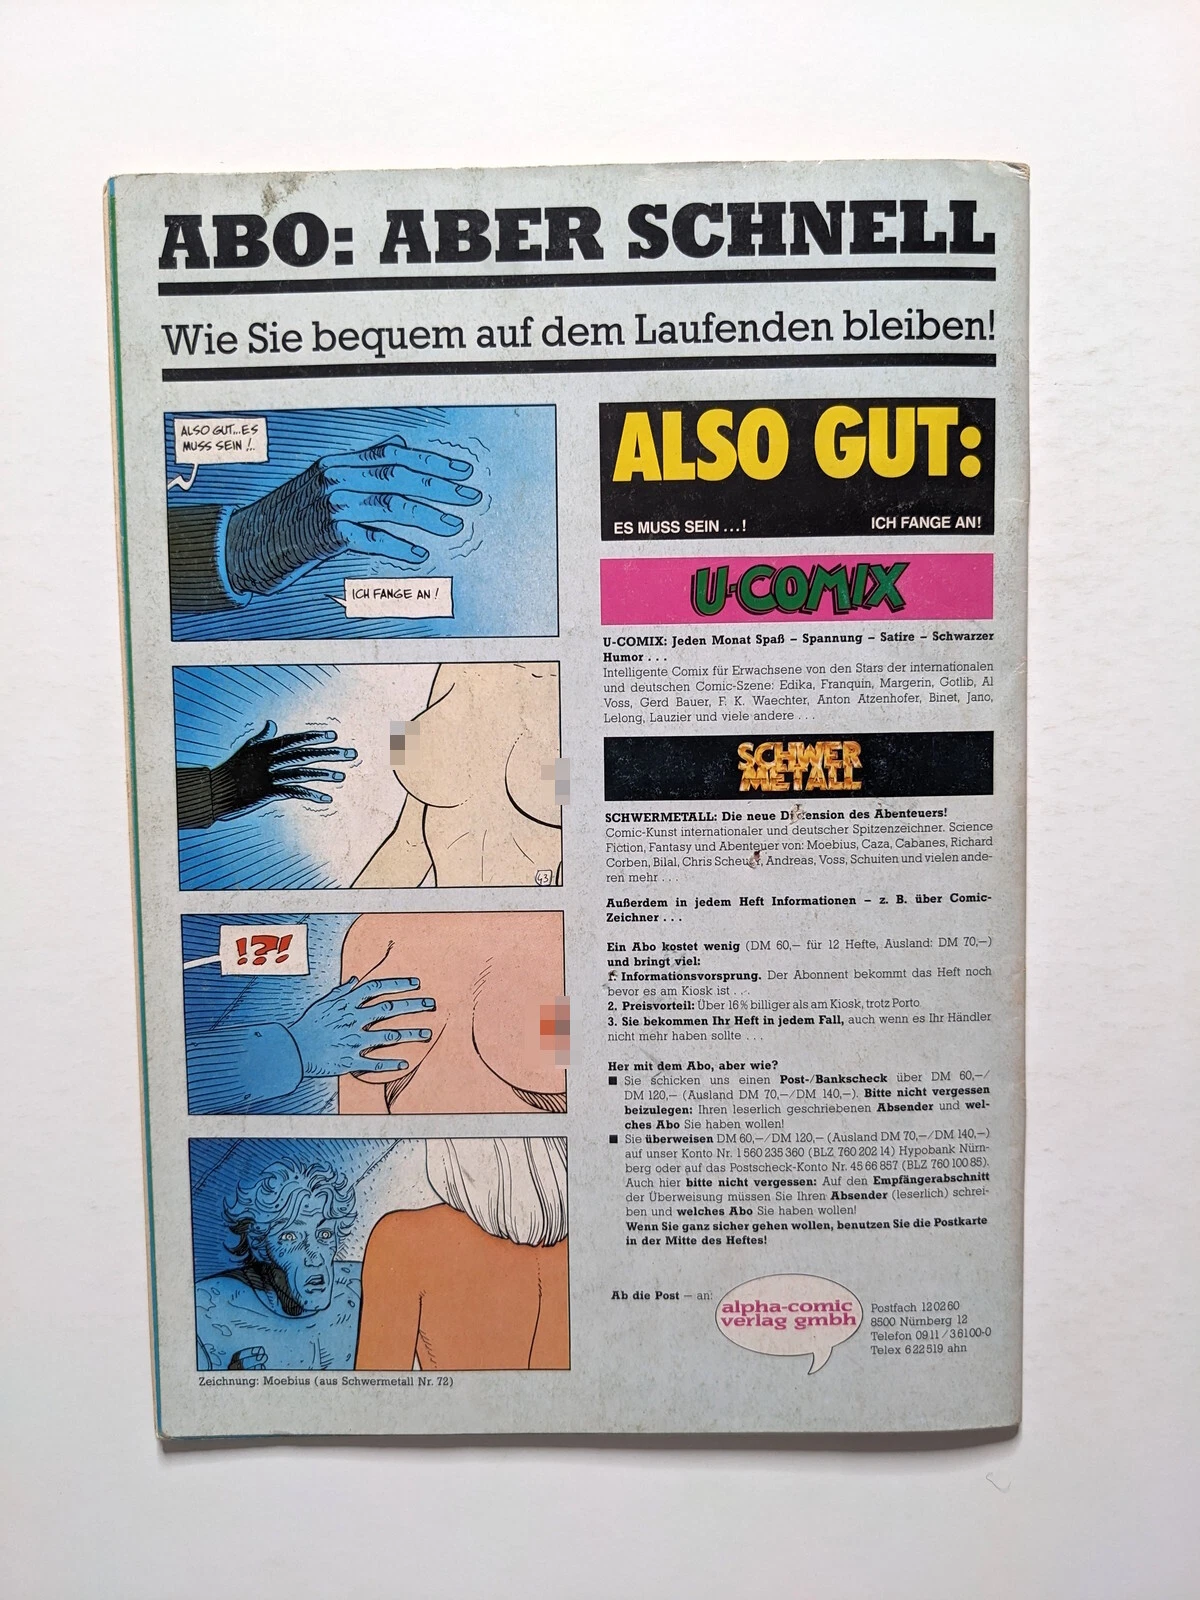 ABO: ABER SCHNELL
Wie Sie bequem auf dem Laufenden bleiben!
ALSO GUT...ES
MUSS SEIN!..
ICH FANGE AN!
43
!?!
Zeichnung: Moebius (aus Schwermetall Nr. 72)
ALSO GUT:
ES MUSS SEIN ...! ICH FANGE AN!
U-COMIX
U-COMIX: Jeden Monat Spaß – Spannung – Satire – Schwarzer
Humor . . .
Intelligente Comix für Erwachsene von den Stars der internationalen
und deutschen Comic-Szene: Edika, Franquin, Margerin, Gotlib, Al
Voss, Gerd Bauer, F. K. Waechter, Anton Atzenhofer, Binet, Jano,
Lelong, Lauzier und viele andere . . .
SCHWER
METALL
SCHWERMETALL: Die neue des Abenteuers!
Comic-Kunst internationaler und deutscher Spitzenzeichner. Science
Fiction, Fantasy und Abenteuer von: Moebius, Caza, Cabanes, Richard
Corben, Bilal, Chris Andreas, Voss, Schuiten und vielen ande-
ren mehr . . .
Außerdem in jedem Heft Informationen – z. B. über Comic-
Zeichner . . .
Ein Abo kostet wenig (DM 60,– für 12 Hefte, Ausland: DM 70,–)
und bringt viel:
1. Informationsvorsprung. Der Abonnent bekommt das Heft noch
bevor es am Kiosk ist . . .
2. Preisvorteil: Über 16% billiger als am Kiosk, trotz Porto
3. Sie bekommen Ihr Heft in jedem Fall, auch wenn es Ihr Händler
nicht mehr haben sollte . . .
Her mit dem Abo, aber wie?
■ Sie schicken uns einen Post-/Bankscheck über DM 60,–/
DM 120,– (Ausland DM 70,–/DM 140,–). Bitte nicht vergessen
beizulegen: Ihren leserlich geschriebenen Absender und wel-
ches Abo Sie haben wollen!
■ Sie überweisen DM 60,–/DM 120,– (Ausland DM 70,–/DM 140,–)
auf unser Konto Nr. 1 560 235 360 (BLZ 760 202 14) Hypobank Nürn-
berg oder auf das Postscheck-Konto Nr. 45 66 857 (BLZ 760 100 85).
Auch hier bitte nicht vergessen: Auf den Empfängerabschnitt
der Überweisung müssen Sie Ihren Absender (leserlich) schrei-
ben und welches Abo Sie haben wollen!
Wenn Sie ganz sicher gehen wollen, benutzen Sie die Postkarte
in der Mitte des Heftes!
Ab die Post – an:
alpha-comic
verlag gmbh
Postfach 12 02 60
8500 Nürnberg 12
Telefon 09 11 / 3 61 00-0
Telex 6 22 519 ahn